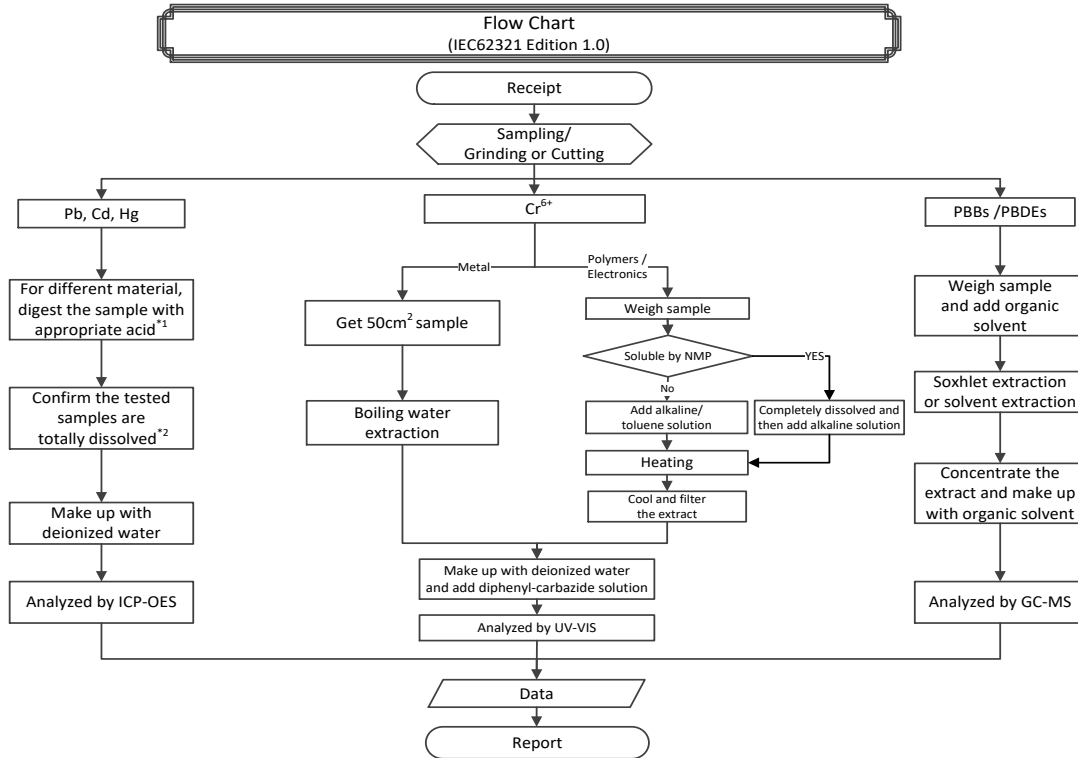 Flow Chart
(IEC62321 Edition 1.0)
Receipt
Sampling/
Grinding or Cutting
Pb, Cd, Hg
For different material,
digest the sample with
appropriate acid*1
Confirm the tested
samples are
totally dissolved*2
Make up with
deionized water
Analyzed by ICP-OES
Cr6+
Metal
Get 50cm2 sample
Boiling water
extraction
Polymers /
Electronics
Weigh sample
Soluble by NMP
YES
No
Add alkaline/
toluene solution
Completely dissolved and
then add alkaline solution
Heating
Cool and filter
the extract
Make up with deionized water
and add diphenyl-carbazide solution
Analyzed by UV-VIS
PBBs /PBDEs
Weigh sample
and add organic
solvent
Soxhlet extraction
or solvent extraction
Concentrate the
extract and make up
with organic solvent
Analyzed by GC-MS
Data
Report